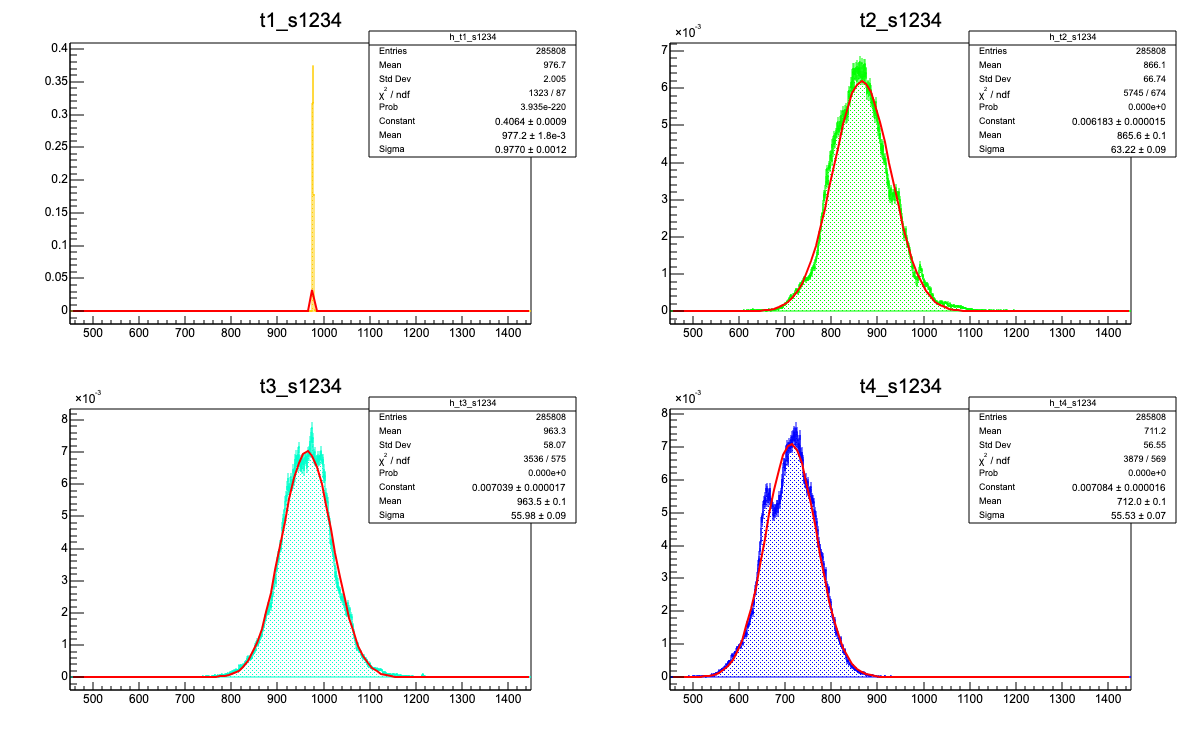 t1_s1234
h_t1_s1234
Entries 285808
Mean 976.7
Std Dev 2.005
χ² / ndf 1323 / 87
Prob 3.935e-220
Constant 0.4064 ± 0.0009
Mean 977.2 ± 1.8e-3
Sigma 0.9770 ± 0.0012
0.4
0.35
0.3
0.25
0.2
0.15
0.1
0.05
0
500 600 700 800 900 1000 1100 1200 1300 1400
t2_s1234
×10⁻³
h_t2_s1234
Entries 285808
Mean 866.1
Std Dev 66.74
χ² / ndf 5745 / 674
Prob 0.000e+0
Constant 0.006183 ± 0.000015
Mean 865.6 ± 0.1
Sigma 63.22 ± 0.09
7
6
5
4
3
2
1
0
500 600 700 800 900 1000 1100 1200 1300 1400
t3_s1234
×10⁻³
h_t3_s1234
Entries 285808
Mean 963.3
Std Dev 58.07
χ² / ndf 3536 / 575
Prob 0.000e+0
Constant 0.007039 ± 0.000017
Mean 963.5 ± 0.1
Sigma 55.98 ± 0.09
8
7
6
5
4
3
2
1
0
500 600 700 800 900 1000 1100 1200 1300 1400
t4_s1234
×10⁻³
h_t4_s1234
Entries 285808
Mean 711.2
Std Dev 56.55
χ² / ndf 3879 / 569
Prob 0.000e+0
Constant 0.007084 ± 0.000016
Mean 712.0 ± 0.1
Sigma 55.53 ± 0.07
8
7
6
5
4
3
2
1
0
500 600 700 800 900 1000 1100 1200 1300 1400